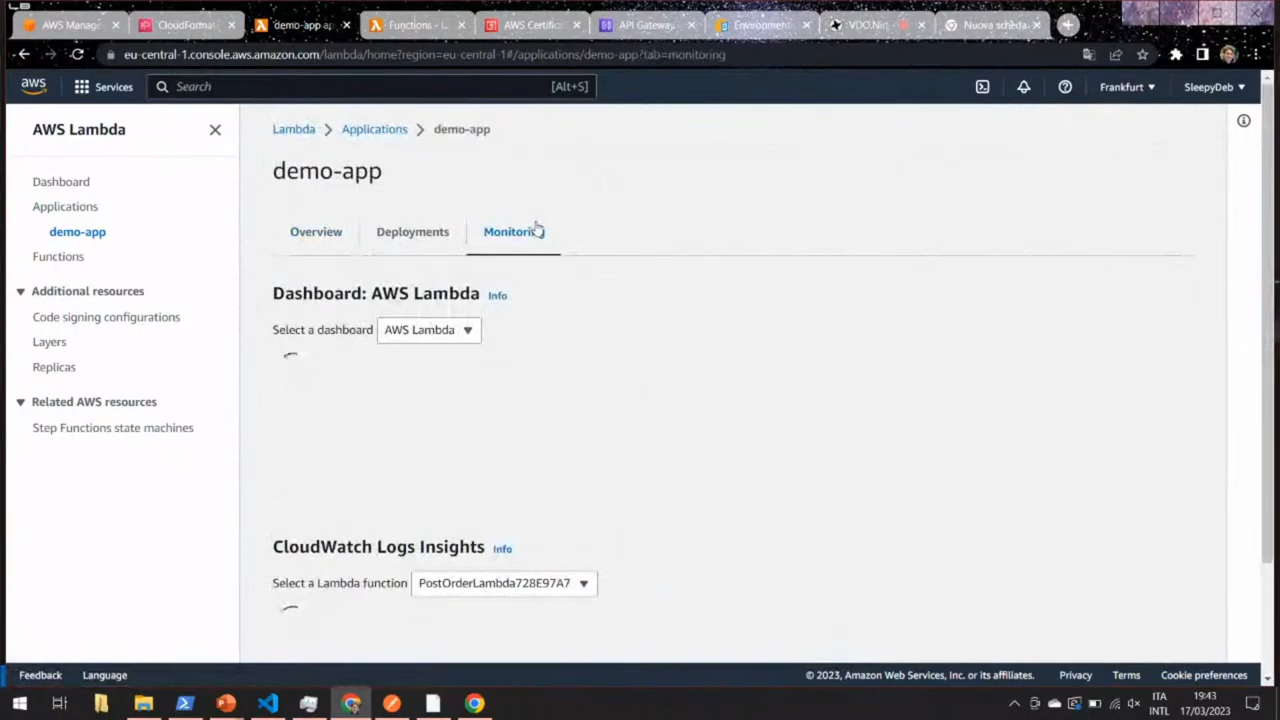 AWS Manag
CloudFormat
demo-app ap
Functions - L
AWS Certific
API Gateway
Environment
VDO.Nin
Nuova scheda
eu-central-1.console.aws.amazon.com/lambda/home?region=eu-central-1#/applications/demo-app?tab=monitoring
aws
Services
Search
[Alt+S]
Frankfurt
SleepyDeb
AWS Lambda
Lambda
Applications
demo-app
demo-app
Dashboard
Applications
demo-app
Functions
Additional resources
Code signing configurations
Layers
Replicas
Related AWS resources
Step Functions state machines
Overview
Deployments
Monitoring
Dashboard: AWS Lambda Info
Select a dashboard
AWS Lambda
CloudWatch Logs Insights Info
Select a Lambda function
PostOrderLambda728E97A7
Feedback
Language
© 2023, Amazon Web Services, Inc. or its affiliates.
Privacy
Terms
Cookie preferences
ITA
INTL
19:43
17/03/2023